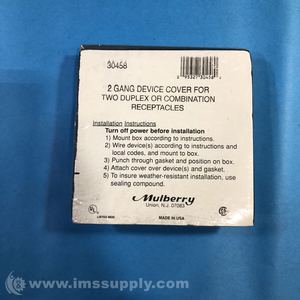 30458
2 GANG DEVICE COVER FOR
TWO DUPLEX OR COMBINATION
RECEPTACLES
Installation Instructions
Turn off power before installation
1) Mount box according to instructions.
2) Wire device(s) according to instructions and
local codes, and mount to box.
3) Punch through gasket and position on box.
4) Attach cover over device(s) and gasket.
5) To insure weather-resistant installation, use
sealing compound.
Mulberry
Union, N.J. 07083
MADE IN USA
© www.imssupply.com